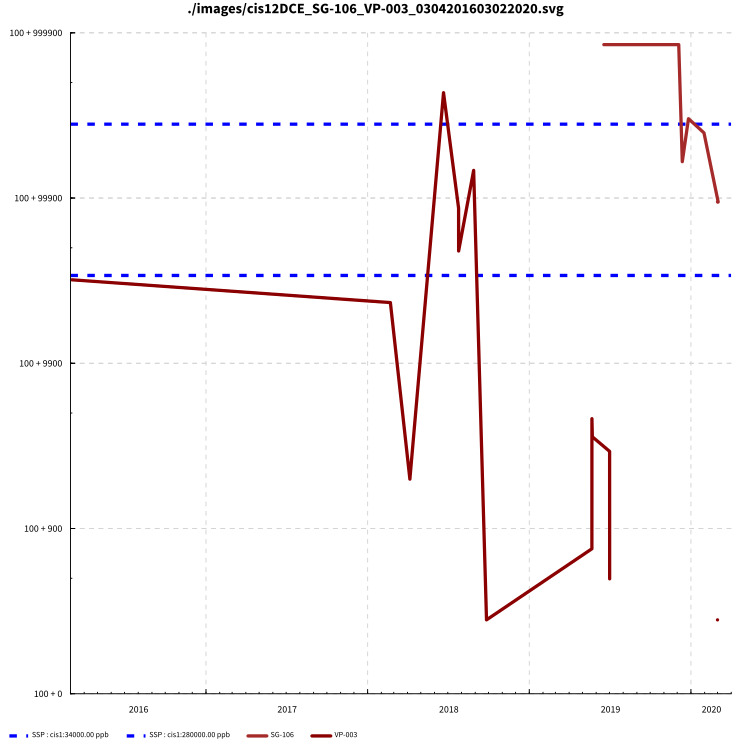 ./images/cis12DCE_SG-106_VP-003_0304201603022020.svg
100 + 999900
100 + 99900
100 + 9900
100 + 900
100 + 0
2016 2017 2018 2019 2020
SSP : cis1:34000.00 ppb SSP : cis1:280000.00 ppb SG-106 VP-003